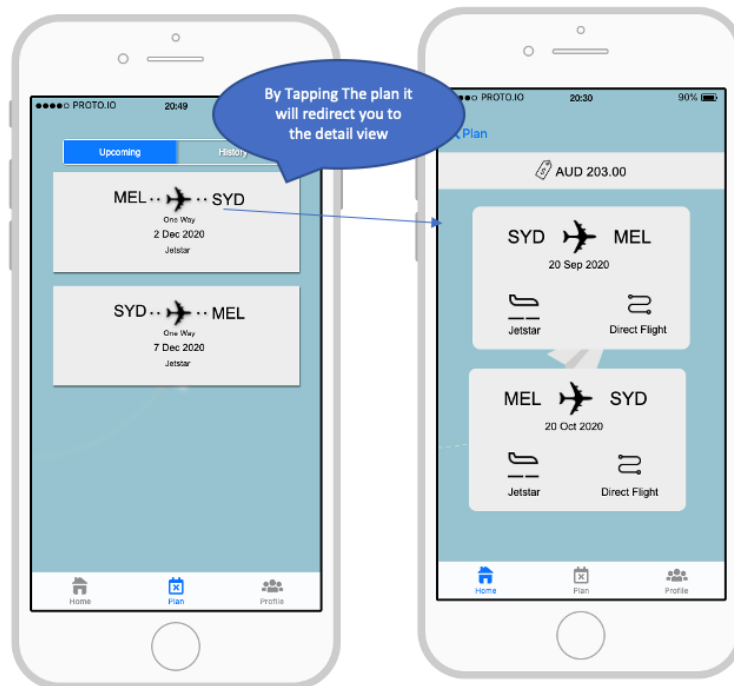 PROTO.IO 20:49
Upcoming History
MEL SYD
One Way
2 Dec 2020
Jetstar
SYD MEL
One Way
7 Dec 2020
Jetstar
Home Plan Profile
By Tapping The plan it
will redirect you to
the detail view
PROTO.IO 20:30 90%
Plan
AUD 203.00
SYD MEL
20 Sep 2020
Jetstar Direct Flight
MEL SYD
20 Oct 2020
Jetstar Direct Flight
Home Plan Profile